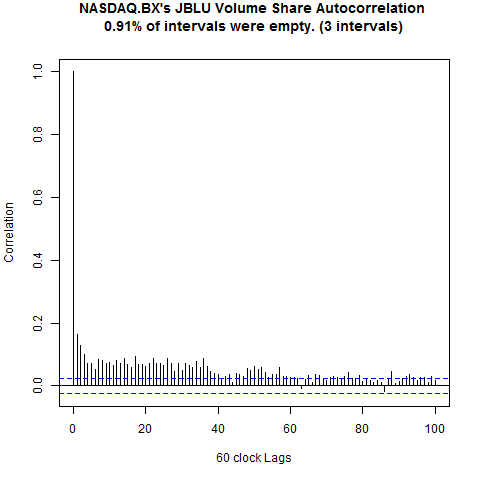 NASDAQ.BX's JBLU Volume Share Autocorrelation
0.91% of intervals were empty. (3 intervals)
Correlation
1.0
0.8
0.6
0.4
0.2
0.0
0 20 40 60 80 100
60 clock Lags